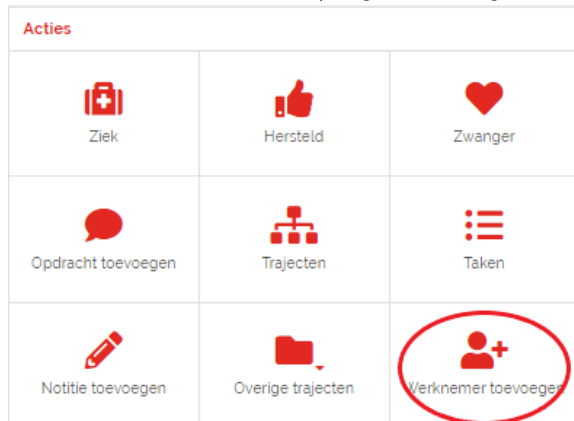 Acties
Ziek
Hersteld
Zwanger
Opdracht toevoegen
Trajecten
Taken
Notitie toevoegen
Overige trajecten
Werknemer toevoegen